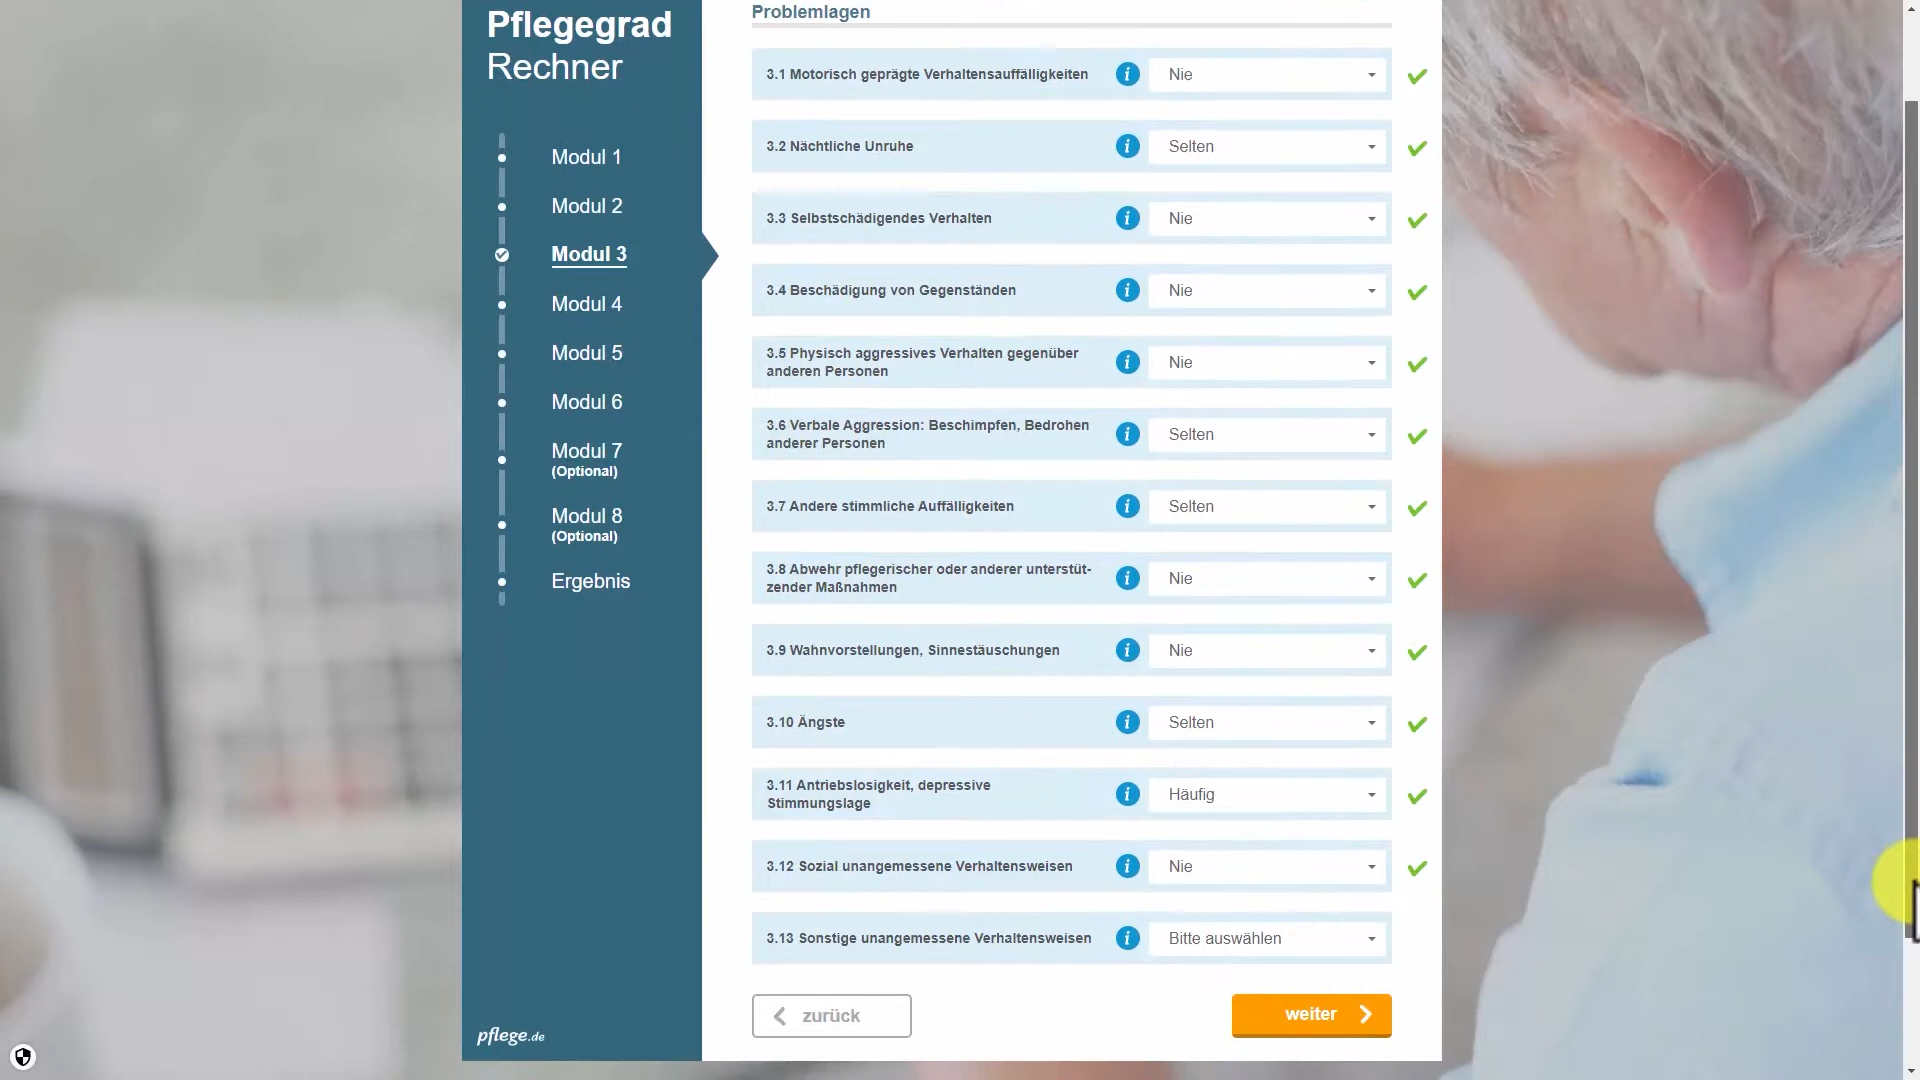 Pflegegrad
Rechner
Modul 1
Modul 2
Modul 3
Modul 4
Modul 5
Modul 6
Modul 7
(Optional)
Modul 8
(Optional)
Ergebnis
pflege.de
Problemlagen
3.1 Motorisch geprägte Verhaltensauffälligkeiten
Nie
3.2 Nächtliche Unruhe
Selten
3.3 Selbstschädigendes Verhalten
Nie
3.4 Beschädigung von Gegenständen
Nie
3.5 Physisch aggressives Verhalten gegenüber
anderen Personen
Nie
3.6 Verbale Aggression: Beschimpfen, Bedrohen
anderer Personen
Selten
3.7 Andere stimmliche Auffälligkeiten
Selten
3.8 Abwehr pflegerischer oder anderer unterstüt-
zender Maßnahmen
Nie
3.9 Wahnvorstellungen, Sinnestäuschungen
Nie
3.10 Ängste
Selten
3.11 Antriebslosigkeit, depressive
Stimmungslage
Häufig
3.12 Sozial unangemessene Verhaltensweisen
Nie
3.13 Sonstige unangemessene Verhaltensweisen
Bitte auswählen
zurück
weiter